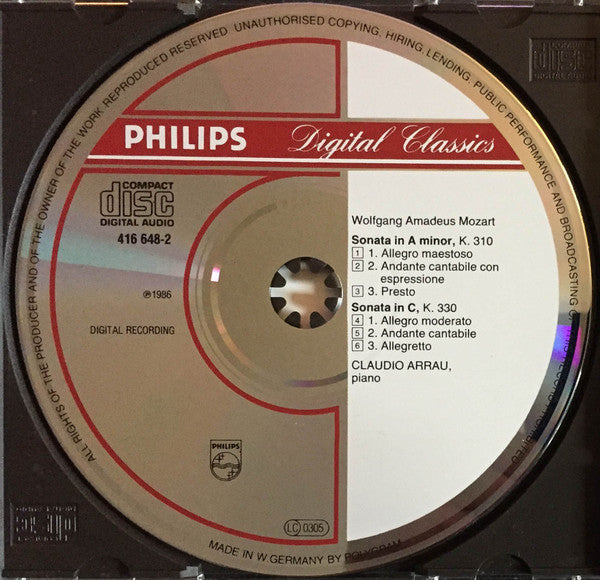 ALL RIGHTS OF THE PRODUCER AND OF THE OWNER OF THE WORK REPRODUCED RESERVED UNAUTHORISED COPYING, HIRING, LENDING, PUBLIC PERFORMANCE AND BROADCASTING
PHILIPS
Digital Classics
COMPACT
disc
DIGITAL AUDIO
416 648-2
℗1986
DIGITAL RECORDING
Wolfgang Amadeus Mozart
Sonata in A minor, K. 310
1 1. Allegro maestoso
2 2. Andante cantabile con
espressione
3 3. Presto
Sonata in C, K. 330
4 1. Allegro moderato
5 2. Andante cantabile
6 3. Allegretto
CLAUDIO ARRAU,
piano
PHILIPS
LC 0305
MADE IN W.GERMANY BY POLYGRAM
disc
DIGITAL AUDIO
disc